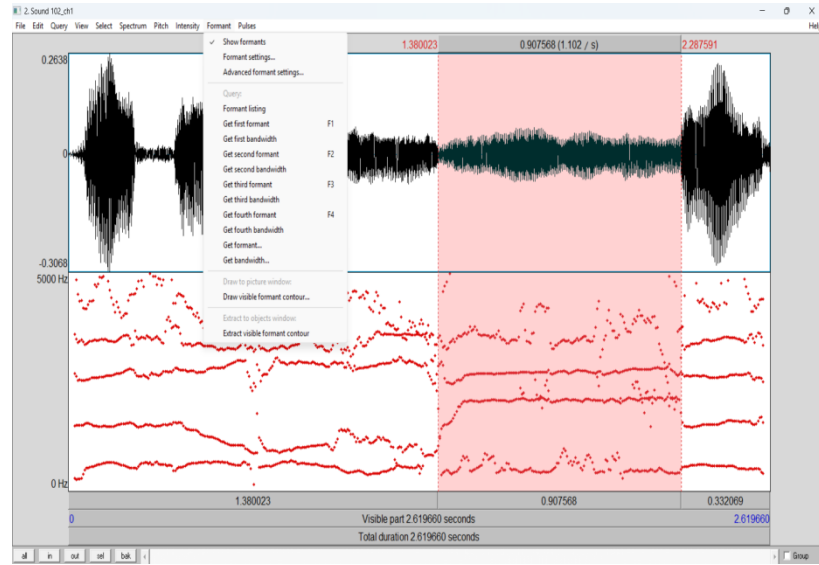 2. Sound 102_ch1
File Edit Query View Select Spectrum Pitch Intensity Formant Pulses Hel
1.380023 0.907568 (1.102 / s) 2.287591
0.2638
0
-0.3068
5000 Hz
0 Hz
✓ Show formants
Formant settings...
Advanced formant settings...
Query:
Formant listing
Get first formant F1
Get first bandwidth
Get second formant F2
Get second bandwidth
Get third formant F3
Get third bandwidth
Get fourth formant F4
Get fourth bandwidth
Get formant...
Get bandwidth...
Draw to picture window:
Draw visible formant contour...
Extract to objects window:
Extract visible formant contour
1.380023 0.907568 0.332069
0 Visible part 2.619660 seconds 2.619660
Total duration 2.619660 seconds
all in out sel bak Group